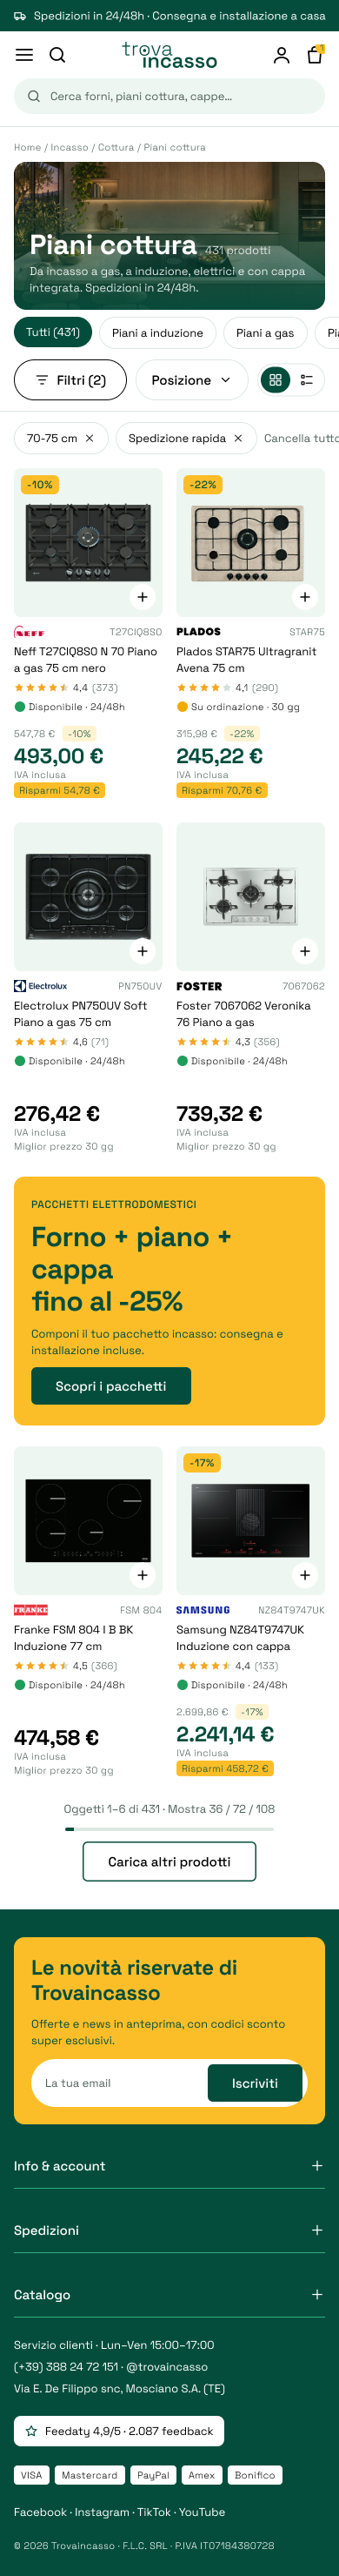 Spedizioni in 24/48h · Consegna e installazione a casa
trova
incasso
Cerca forni, piani cottura, cappe...
Home / Incasso / Cottura / Piani cottura
Piani cottura 431 prodotti
Da incasso a gas, a induzione, elettrici e con cappa
integrata. Spedizioni in 24/48h.
Tutti (431) Piani a induzione Piani a gas
Filtri (2) Posizione
70-75 cm Spedizione rapida Cancella tutto
-10% -22%
NEFF T27CIQ8S0 PLADOS STAR75
Neff T27CIQ8S0 N 70 Piano
a gas 75 cm nero
4,4 (373)
Disponibile · 24/48h
547,78 € -10%
493,00 €
IVA inclusa
Risparmi 54,78 €
Plados STAR75 Ultragranit
Avena 75 cm
4,1 (290)
Su ordinazione · 30 gg
315,98 € -22%
245,22 €
IVA inclusa
Risparmi 70,76 €
Electrolux PN750UV
Electrolux PN750UV Soft
Piano a gas 75 cm
4,6 (71)
Disponibile · 24/48h
276,42 €
IVA inclusa
Miglior prezzo 30 gg
FOSTER 7067062
Foster 7067062 Veronika
76 Piano a gas
4,3 (356)
Disponibile · 24/48h
739,32 €
IVA inclusa
Miglior prezzo 30 gg
PACCHETTI ELETTRODOMESTICI
Forno + piano +
cappa
fino al -25%
Componi il tuo pacchetto incasso: consegna e
installazione incluse.
Scopri i pacchetti
FRANKE FSM 804
Franke FSM 804 I B BK
Induzione 77 cm
4,5 (366)
Disponibile · 24/48h
474,58 €
IVA inclusa
Miglior prezzo 30 gg
-17%
SAMSUNG NZ84T9747UK
Samsung NZ84T9747UK
Induzione con cappa
4,4 (133)
Disponibile · 24/48h
2.699,86 € -17%
2.241,14 €
IVA inclusa
Risparmi 458,72 €
Oggetti 1–6 di 431 · Mostra 36 / 72 / 108
Carica altri prodotti
Le novità riservate di
Trovaincasso
Offerte e news in anteprima, con codici sconto
super esclusivi.
La tua email Iscriviti
Info & account
Spedizioni
Catalogo
Servizio clienti · Lun–Ven 15:00–17:00
(+39) 388 24 72 151 · @trovaincasso
Via E. De Filippo snc, Mosciano S.A. (TE)
Feedaty 4,9/5 · 2.087 feedback
VISA Mastercard PayPal Amex Bonifico
Facebook · Instagram · TikTok · YouTube
© 2026 Trovaincasso · F.L.C. SRL · P.IVA IT07184380728